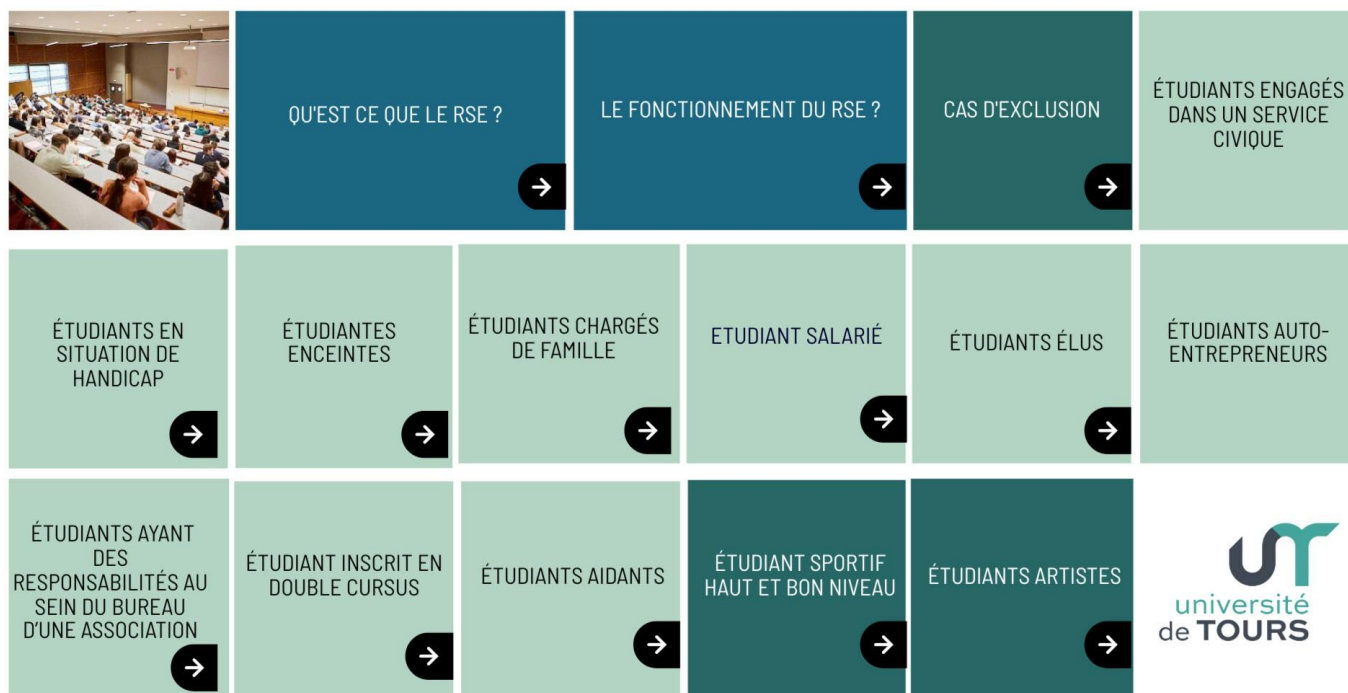 QU'EST CE QUE LE RSE ?
LE FONCTIONNEMENT DU RSE ?
CAS D'EXCLUSION
ÉTUDIANTS ENGAGÉS
DANS UN SERVICE
CIVIQUE
ÉTUDIANTS EN
SITUATION DE
HANDICAP
ÉTUDIANTES
ENCEINTES
ÉTUDIANTS CHARGÉS
DE FAMILLE
ETUDIANT SALARIÉ
ÉTUDIANTS ÉLUS
ÉTUDIANTS AUTO-
ENTREPRENEURS
ÉTUDIANTS AYANT
DES
RESPONSABILITÉS AU
SEIN DU BUREAU
D’UNE ASSOCIATION
ÉTUDIANT INSCRIT EN
DOUBLE CURSUS
ÉTUDIANTS AIDANTS
ÉTUDIANT SPORTIF
HAUT ET BON NIVEAU
ÉTUDIANTS ARTISTES
UT
université
de TOURS